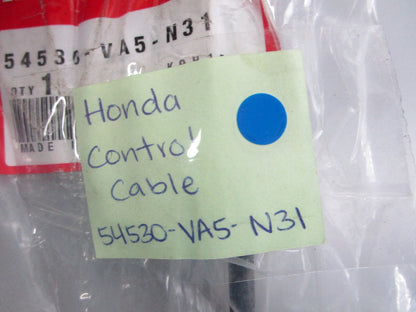 54530-VA5-N31
QTY 1
MADE
Honda
Control
Cable
54530-VA5-N31